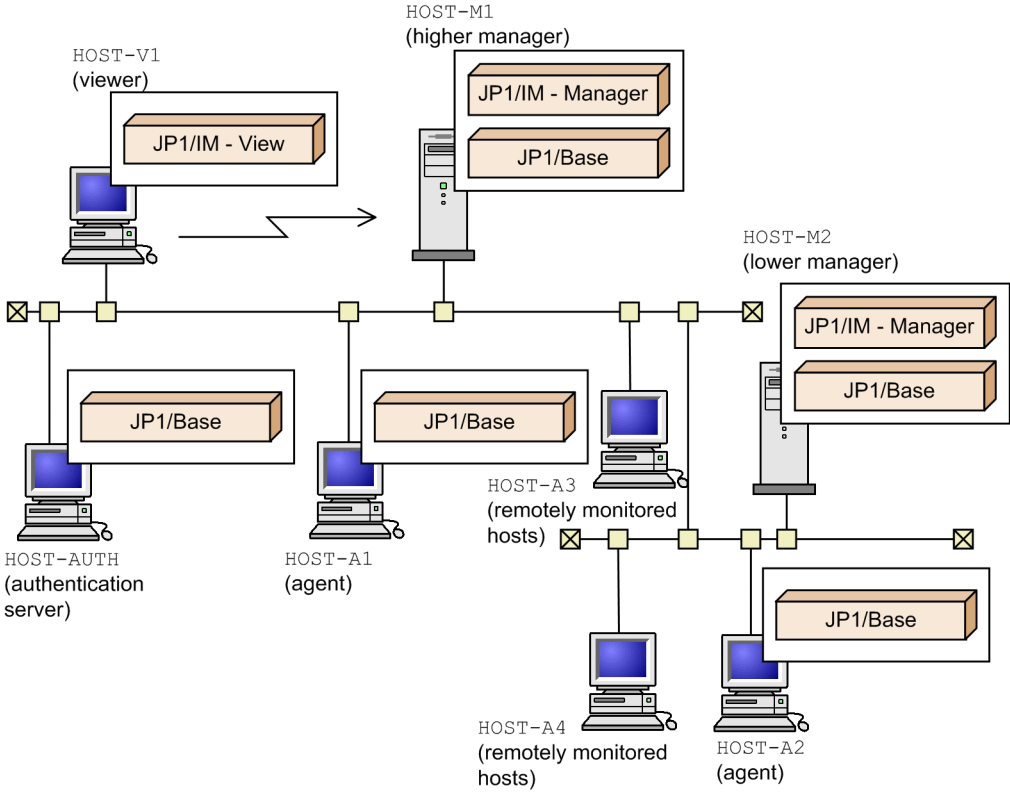 HOST-M1
(higher manager)
HOST-V1
(viewer)
JP1/IM - Manager
JP1/IM - View
JP1/Base
HOST-M2
(lower manager)
JP1/IM - Manager
JP1/Base
JP1/Base
JP1/Base
HOST-A3
(remotely monitored
hosts)
HOST-AUTH
(authentication
server)
HOST-A1
(agent)
JP1/Base
HOST-A4
(remotely monitored
hosts)
HOST-A2
(agent)